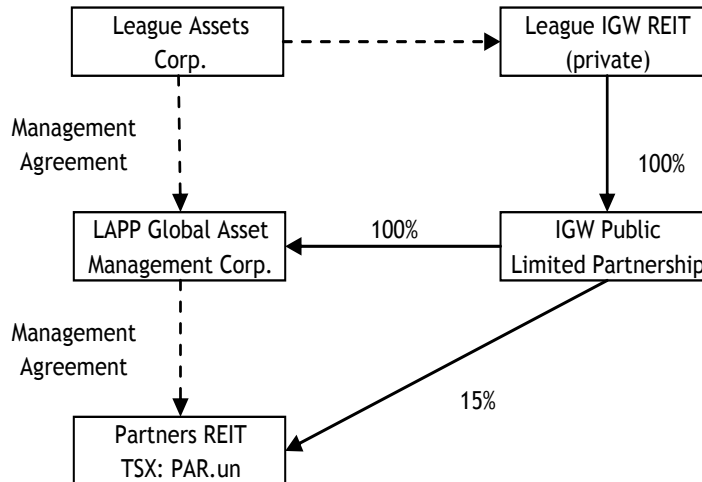 League Assets
Corp.
League IGW REIT
(private)
Management
Agreement
100%
LAPP Global Asset
Management Corp.
100%
IGW Public
Limited Partnership
Management
Agreement
15%
Partners REIT
TSX: PAR.un